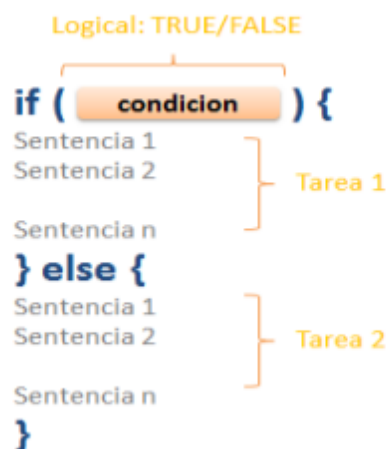 Logical: TRUE/FALSE
if ( condicion ) {
Sentencia 1
Sentencia 2
Tarea 1
Sentencia n
} else {
Sentencia 1
Sentencia 2
Tarea 2
Sentencia n
}